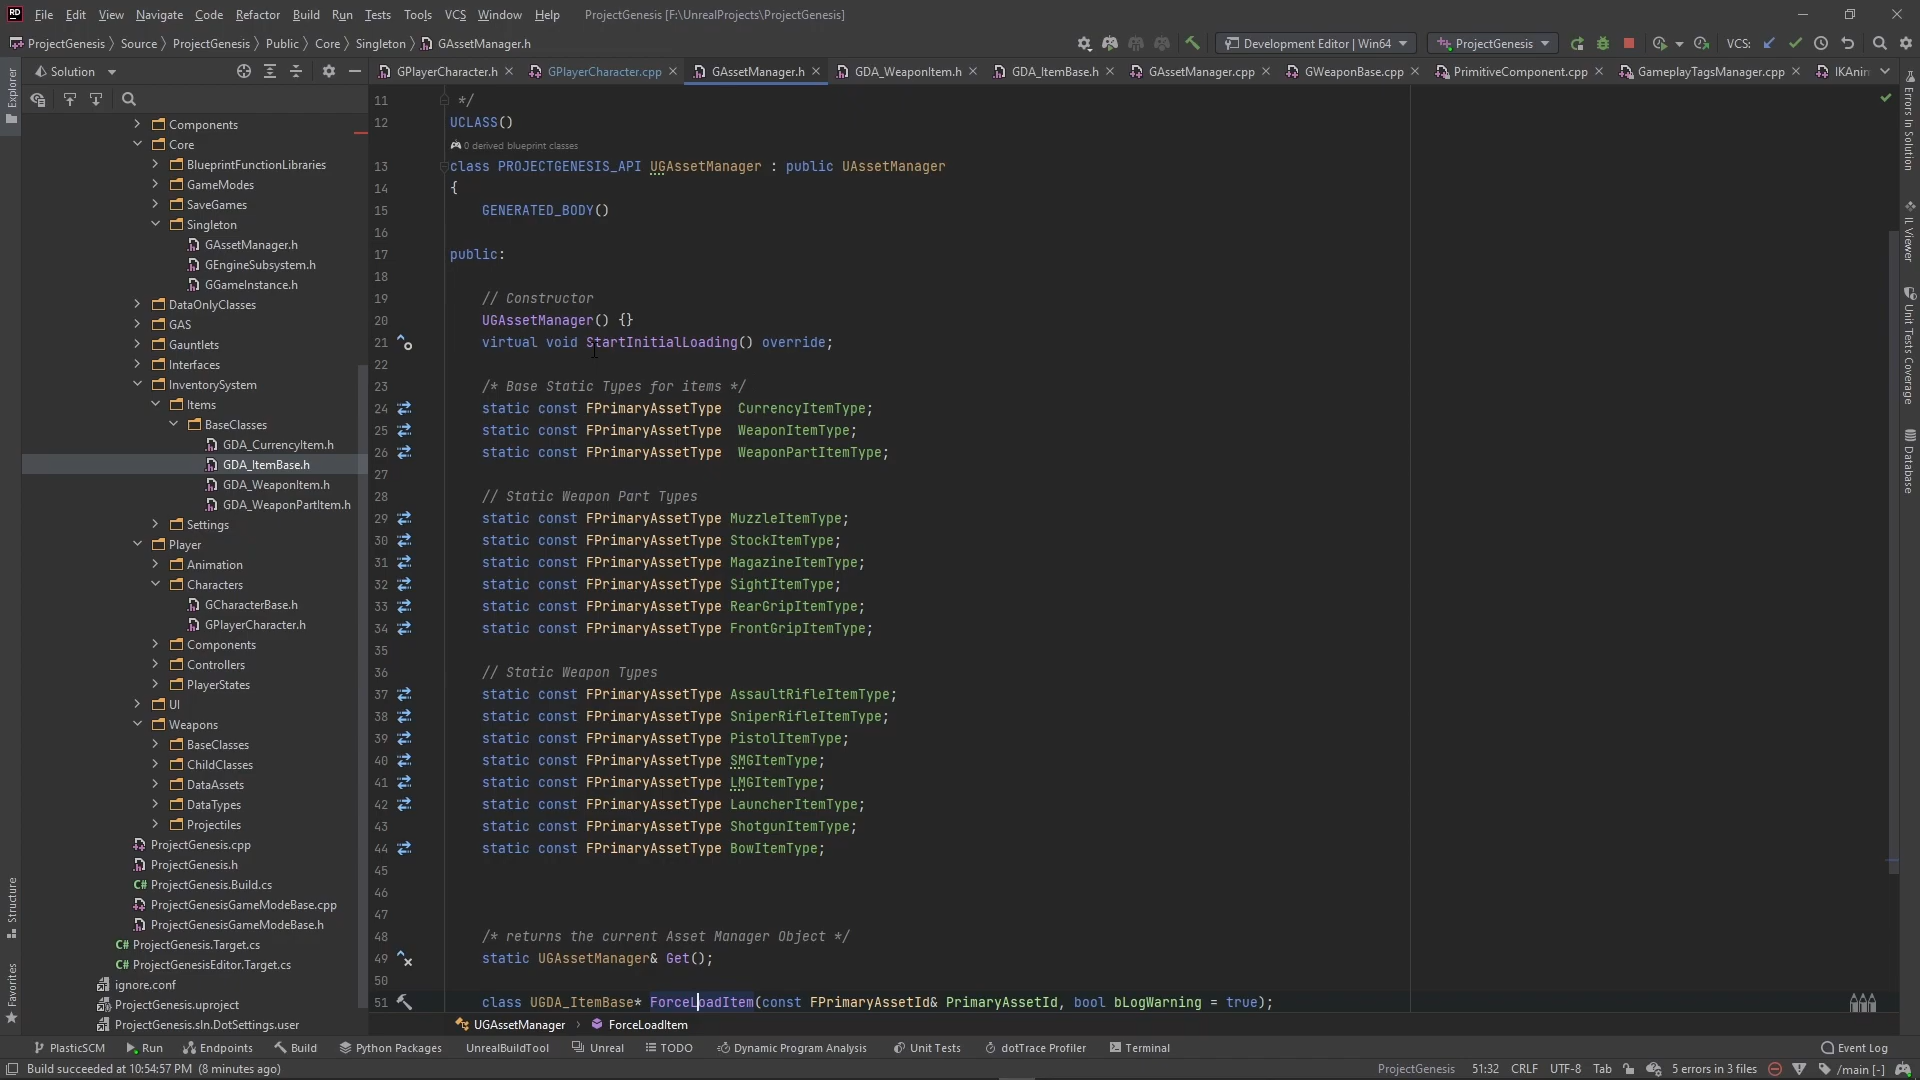 File Edit View Navigate Code Refactor Build Run Tests Tools VCS Window Help ProjectGenesis [F:\UnrealProjects\ProjectGenesis]
ProjectGenesis Source ProjectGenesis Public Core Singleton GAssetManager.h Development Editor | Win64 ProjectGenesis VCS:
Solution GPlayerCharacter.h GPlayerCharacter.cpp GAssetManager.h GDA_WeaponItem.h GDA_ItemBase.h GAssetManager.cpp GWeaponBase.cpp PrimitiveComponent.cpp GameplayTagsManager.cpp IKAnim
Explorer
Structure
Favorites
Components
Core
BlueprintFunctionLibraries
GameModes
SaveGames
Singleton
GAssetManager.h
GEngineSubsystem.h
GGameInstance.h
DataOnlyClasses
GAS
Gauntlets
Interfaces
InventorySystem
Items
BaseClasses
GDA_CurrencyItem.h
GDA_ItemBase.h
GDA_WeaponItem.h
GDA_WeaponPartItem.h
Settings
Player
Animation
Characters
GCharacterBase.h
GPlayerCharacter.h
Components
Controllers
PlayerStates
UI
Weapons
BaseClasses
ChildClasses
DataAssets
DataTypes
Projectiles
ProjectGenesis.cpp
ProjectGenesis.h
C# ProjectGenesis.Build.cs
ProjectGenesisGameModeBase.cpp
ProjectGenesisGameModeBase.h
C# ProjectGenesis.Target.cs
C# ProjectGenesisEditor.Target.cs
ignore.conf
ProjectGenesis.uproject
ProjectGenesis.sln.DotSettings.user
11 */
12 UCLASS()
0 derived blueprint classes
13 class PROJECTGENESIS_API UGAssetManager : public UAssetManager
14 {
15 GENERATED_BODY()
16
17 public:
18
19 // Constructor
20 UGAssetManager() {}
21 virtual void StartInitialLoading() override;
22
23 /* Base Static Types for items */
24 static const FPrimaryAssetType CurrencyItemType;
25 static const FPrimaryAssetType WeaponItemType;
26 static const FPrimaryAssetType WeaponPartItemType;
27
28 // Static Weapon Part Types
29 static const FPrimaryAssetType MuzzleItemType;
30 static const FPrimaryAssetType StockItemType;
31 static const FPrimaryAssetType MagazineItemType;
32 static const FPrimaryAssetType SightItemType;
33 static const FPrimaryAssetType RearGripItemType;
34 static const FPrimaryAssetType FrontGripItemType;
35
36 // Static Weapon Types
37 static const FPrimaryAssetType AssaultRifleItemType;
38 static const FPrimaryAssetType SniperRifleItemType;
39 static const FPrimaryAssetType PistolItemType;
40 static const FPrimaryAssetType SMGItemType;
41 static const FPrimaryAssetType LMGItemType;
42 static const FPrimaryAssetType LauncherItemType;
43 static const FPrimaryAssetType ShotgunItemType;
44 static const FPrimaryAssetType BowItemType;
45
46
47
48 /* returns the current Asset Manager Object */
49 static UGAssetManager& Get();
50
51 class UGDA_ItemBase* ForceLoadItem(const FPrimaryAssetId& PrimaryAssetId, bool bLogWarning = true);
UGAssetManager ForceLoadItem
Errors In Solution
IL Viewer
Unit Tests Coverage
Database
PlasticSCM Run Endpoints Build Python Packages UnrealBuildTool Unreal TODO Dynamic Program Analysis Unit Tests dotTrace Profiler Terminal Event Log
Build succeeded at 10:54:57 PM (8 minutes ago) ProjectGenesis 51:32 CRLF UTF-8 Tab 5 errors in 3 files /main [-]